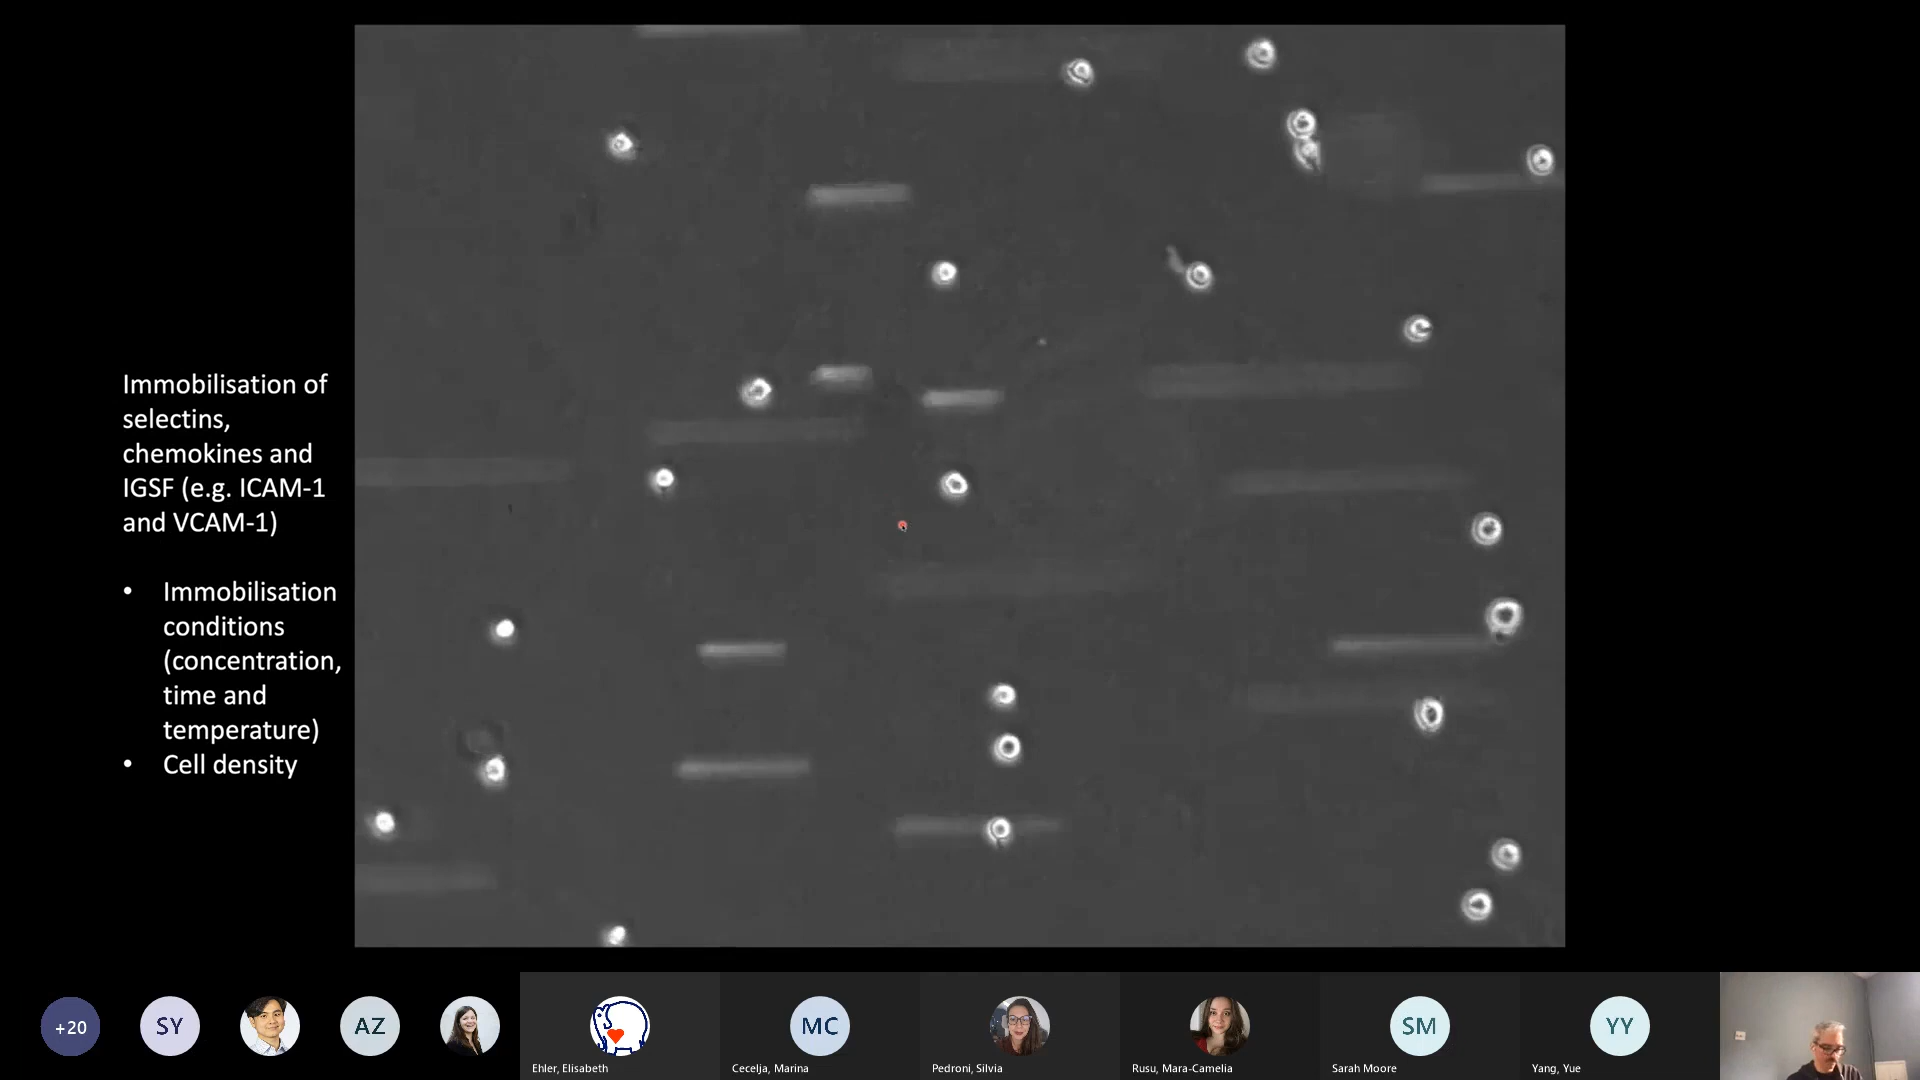 Immobilisation of
selectins,
chemokines and
IGSF (e.g. ICAM-1
and VCAM-1)
• Immobilisation
conditions
(concentration,
time and
temperature)
• Cell density
+20
SY
AZ
MC
SM
YY
Ehler, Elisabeth
Cecelja, Marina
Pedroni, Silvia
Rusu, Mara-Camelia
Sarah Moore
Yang, Yue